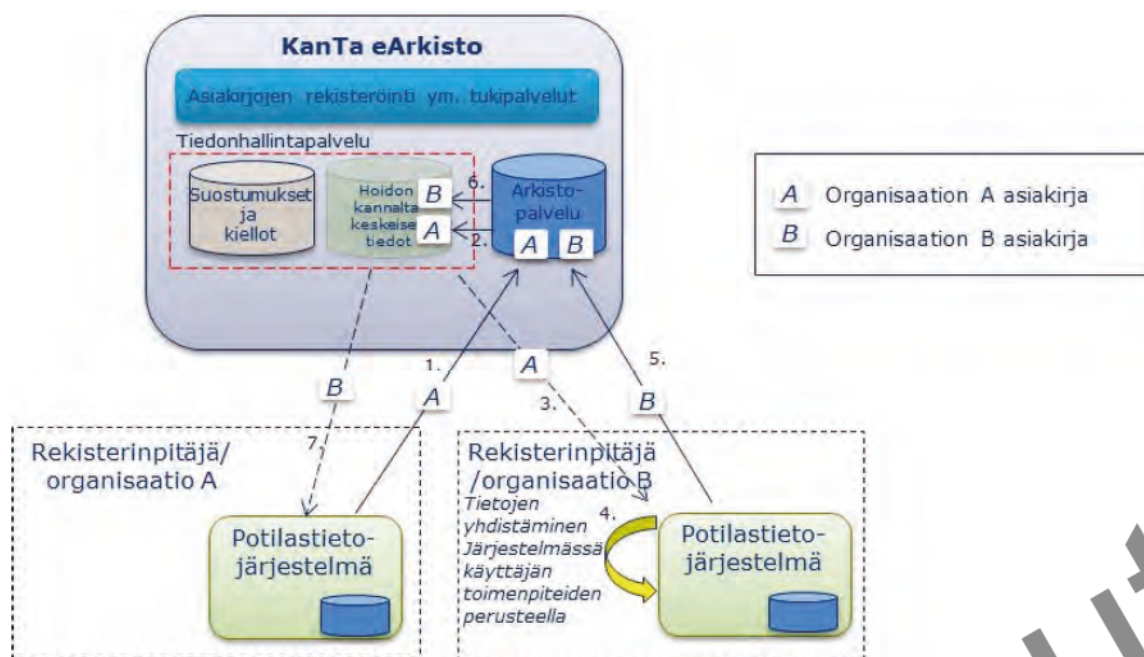 KanTa eArkisto
Asiakirjojen rekisteröinti ym. tukipalvelut
Tiedonhallintapalvelu
Suostumukset
ja
kiellot
Hoidon
kannalta
keskeise
tiedot
B
A
6.
2.
Arkisto-
palvelu
A
B
A Organisaation A asiakirja
B Organisaation B asiakirja
1.
A
B
7.
A
3.
5.
B
Rekisterinpitäjä/
organisaatio A
Potilastieto-
järjestelmä
Rekisterinpitäjä
/organisaatio B
Tietojen
yhdistäminen
Järjestelmässä
käyttäjän
toimenpiteiden
perusteella
4.
Potilastieto-
järjestelmä